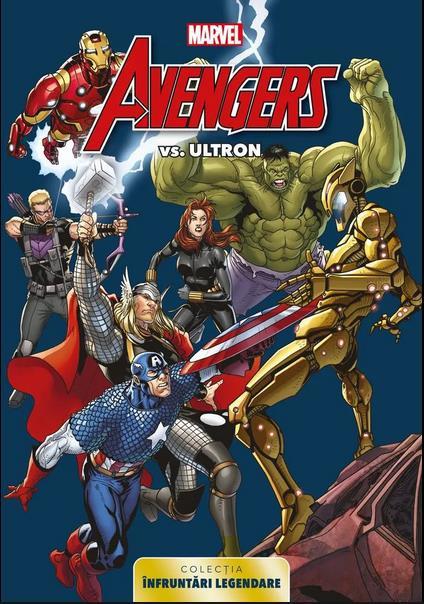 MARVEL
AVENGERS
vs. ULTRON
A
COLECȚIA
ÎNFRUNTĂRI LEGENDARE